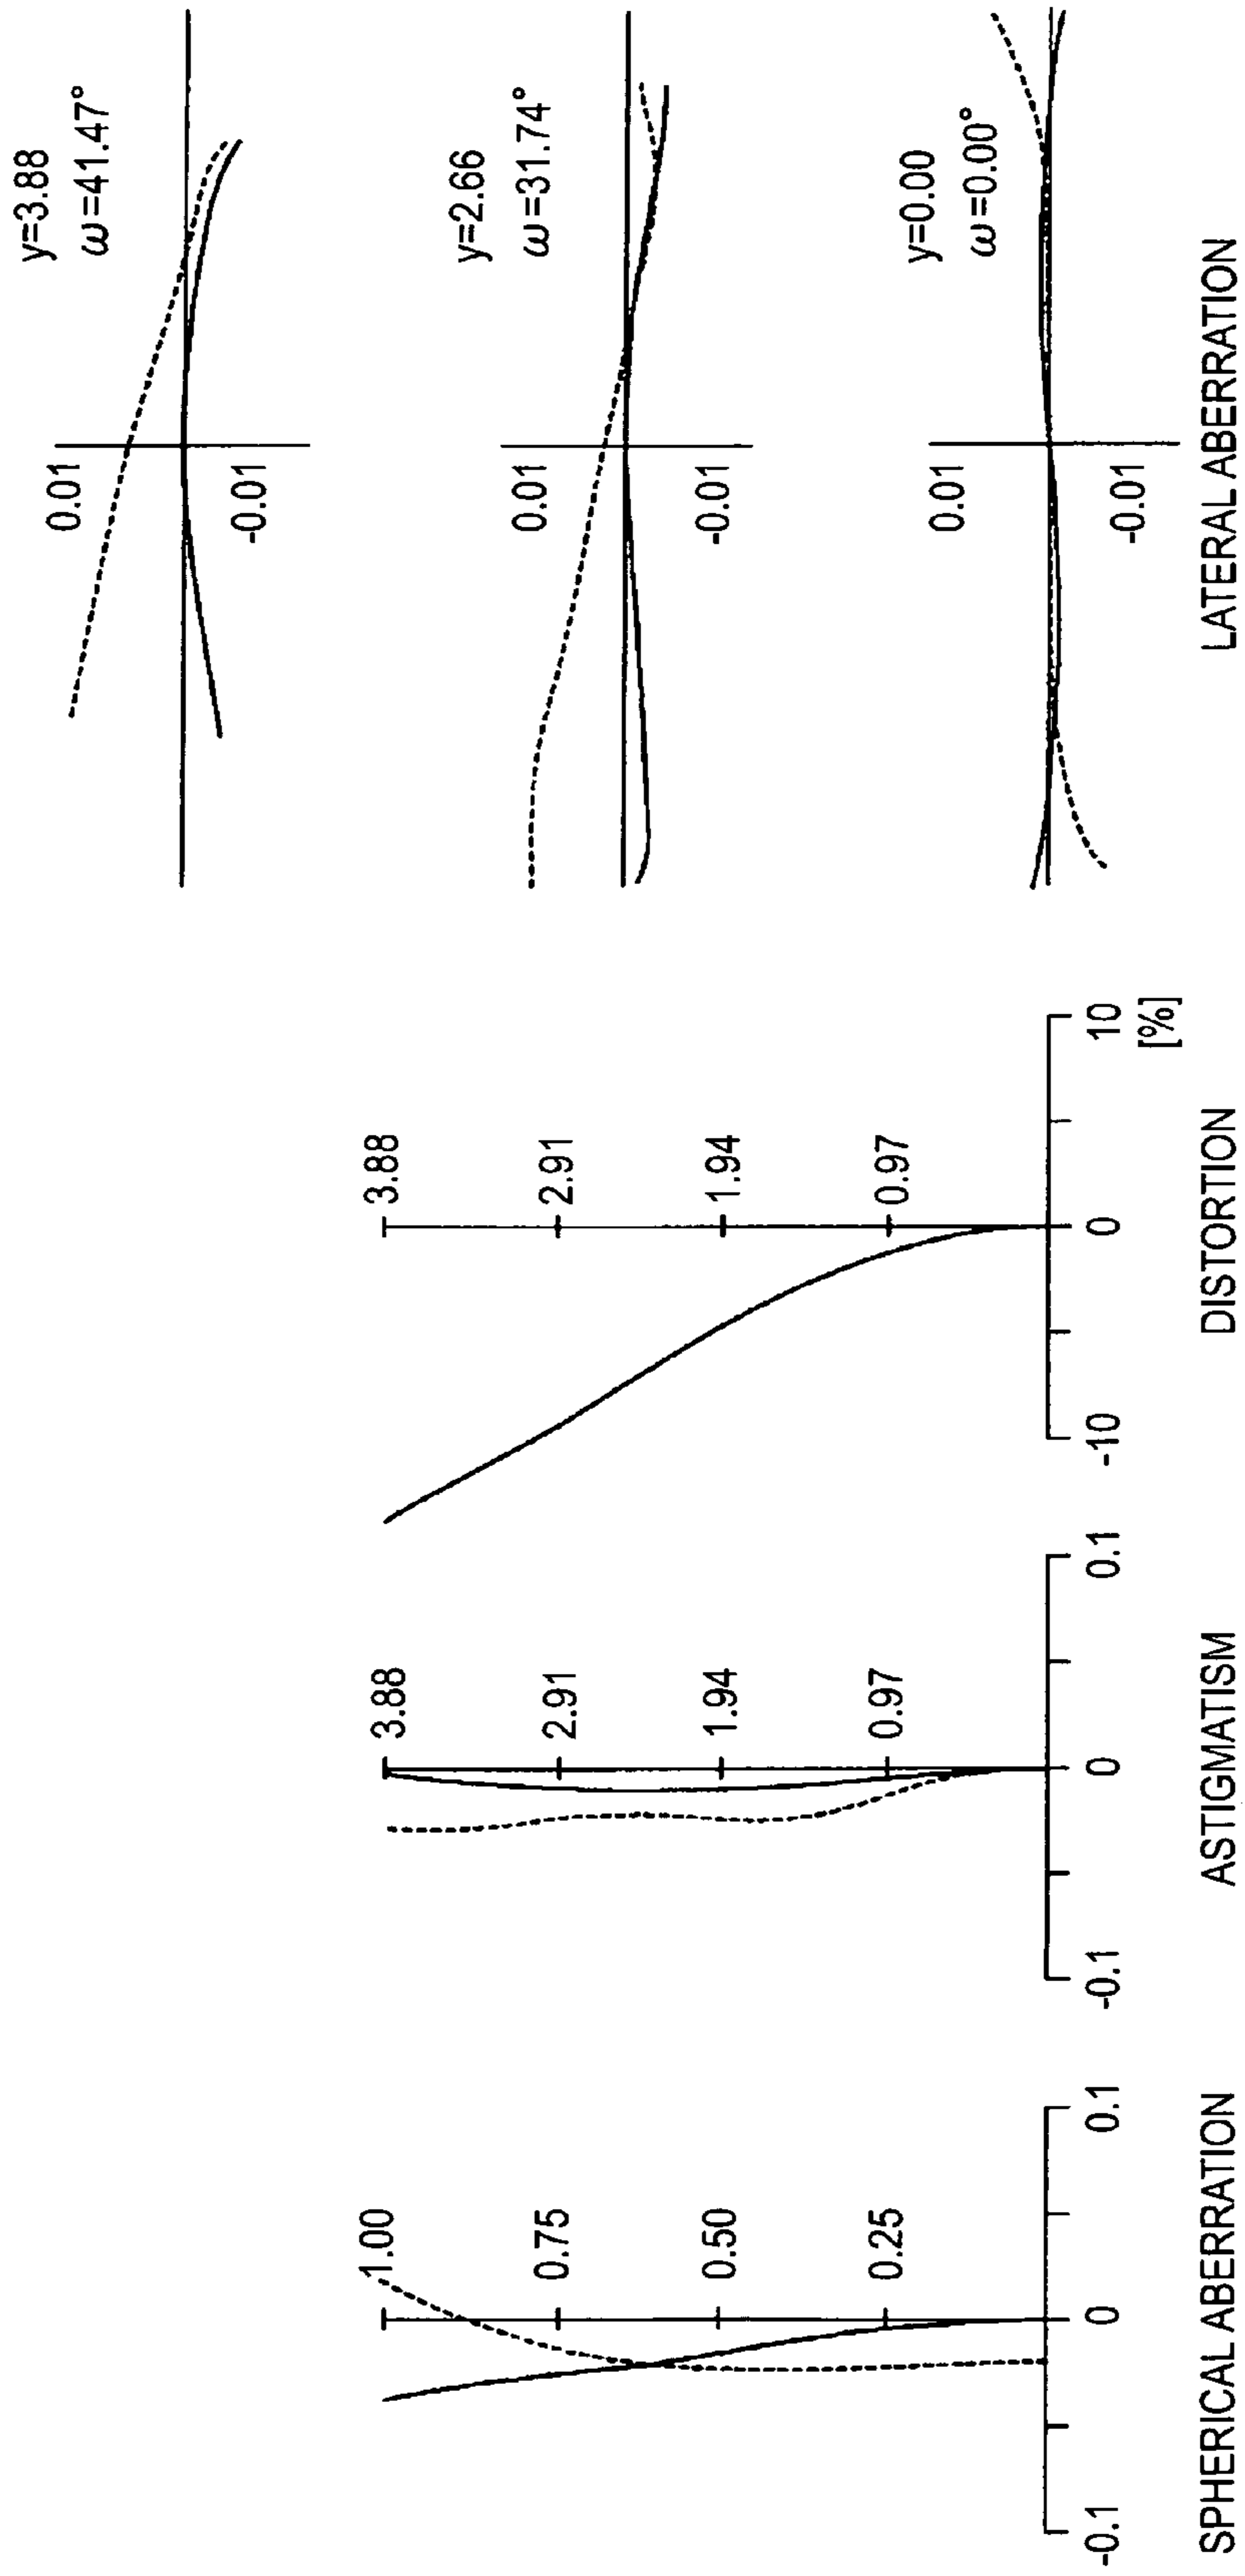 1.00
0.75
0.50
0.25
-0.1
0
0.1
SPHERICAL ABERRATION
3.88
2.91
1.94
0.97
-0.1
0
0.1
ASTIGMATISM
3.88
2.91
1.94
0.97
-10
0
10
[%]
DISTORTION
y=3.88
ω=41.47°
0.01
-0.01
y=2.66
ω=31.74°
0.01
-0.01
y=0.00
ω=0.00°
0.01
-0.01
LATERAL ABERRATION